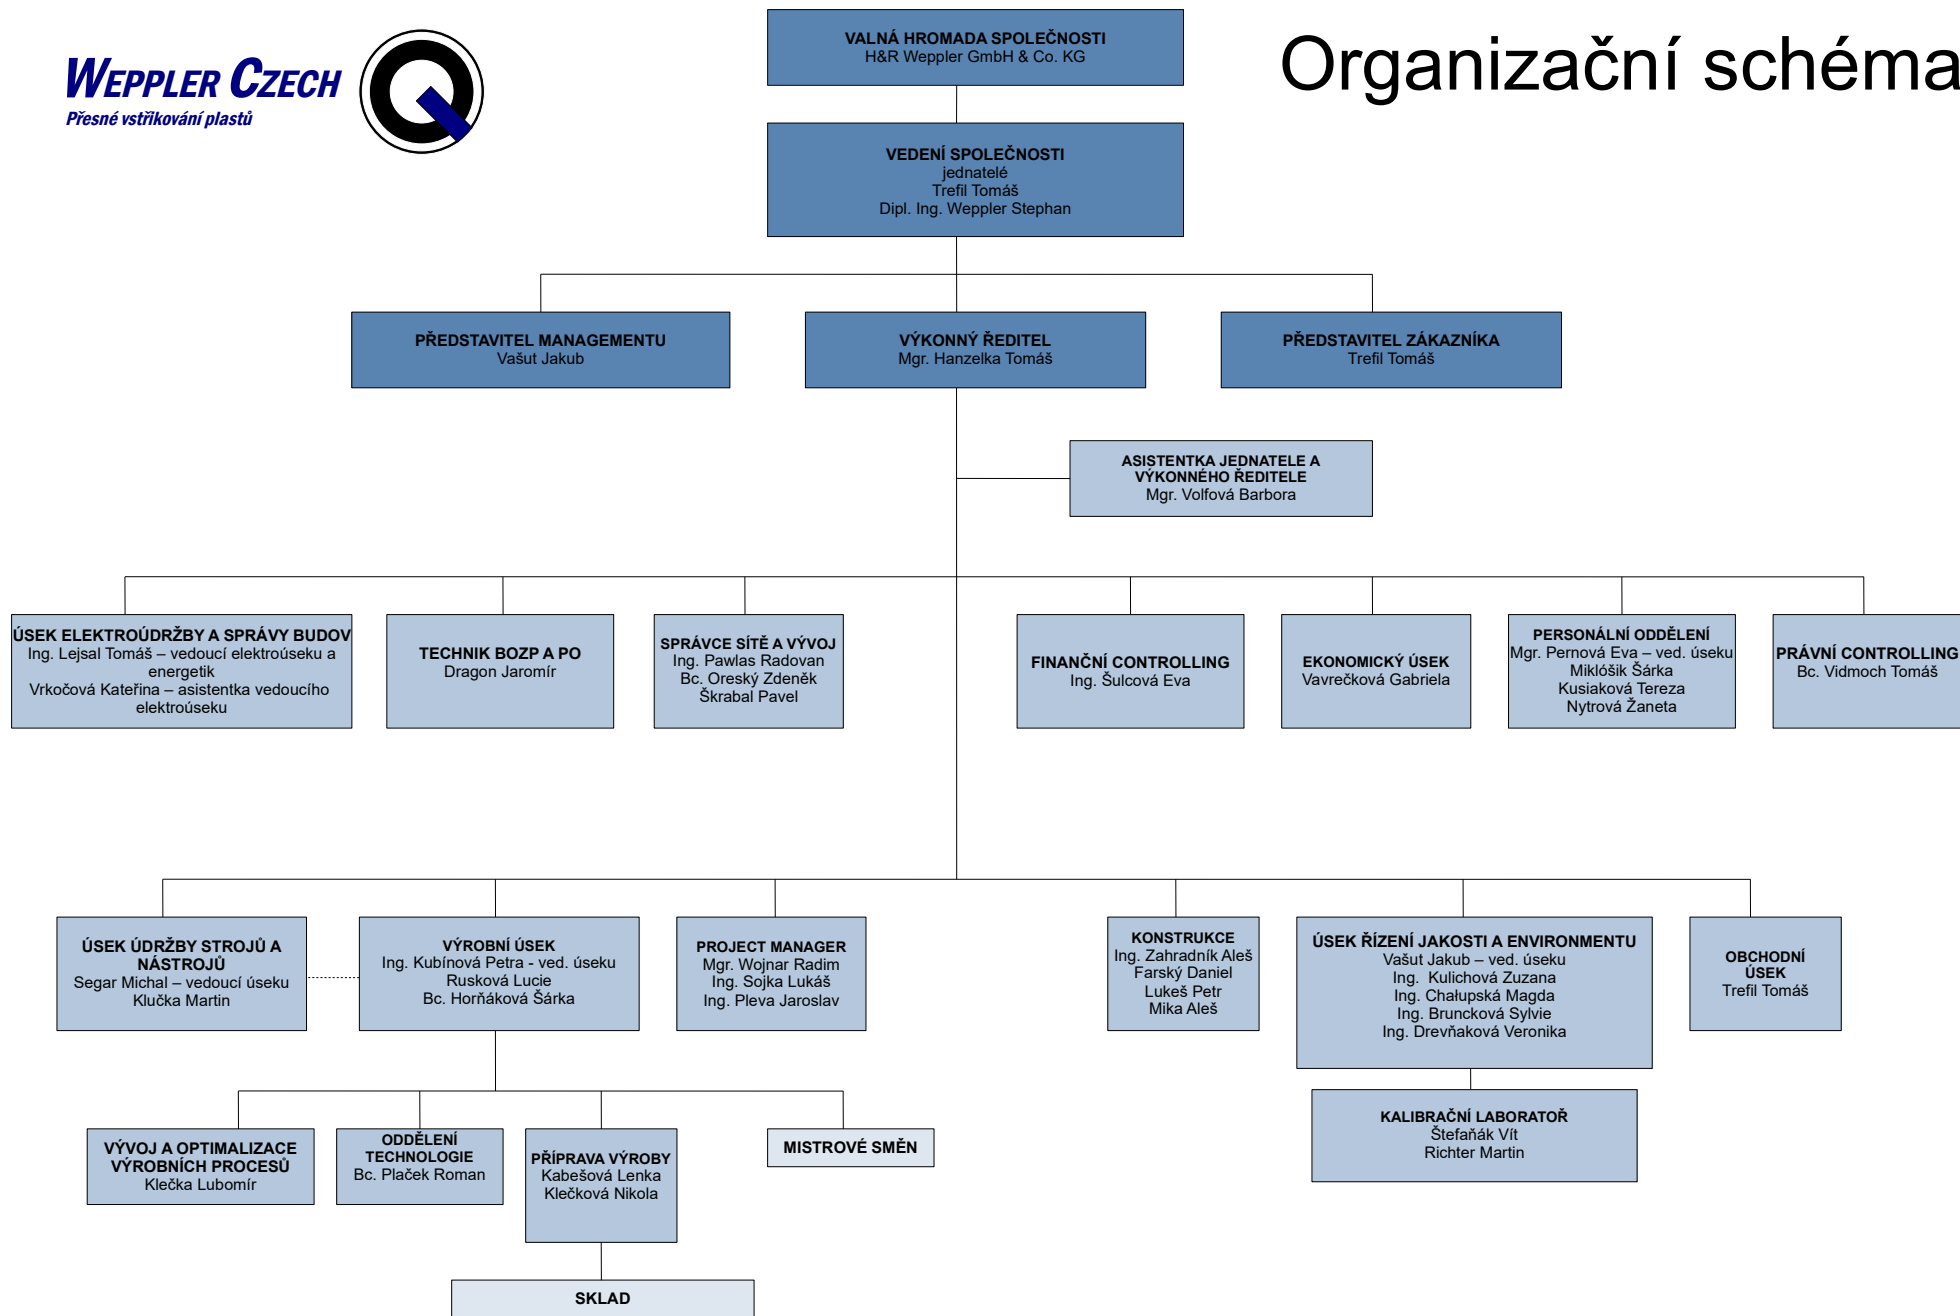 WEPPLER CZECH
Přesné vstřikování plastů
Organizační schéma
VALNÁ HROMADA SPOLEČNOSTI
H&R Weppler GmbH & Co. KG
VEDENÍ SPOLEČNOSTI
jednatelé
Trefil Tomáš
Dipl. Ing. Weppler Stephan
PŘEDSTAVITEL MANAGEMENTU
Vašut Jakub
VÝKONNÝ ŘEDITEL
Mgr. Hanzelka Tomáš
PŘEDSTAVITEL ZÁKAZNÍKA
Trefil Tomáš
ASISTENTKA JEDNATELE A
VÝKONNÉHO ŘEDITELE
Mgr. Volfová Barbora
ÚSEK ELEKTROÚDRŽBY A SPRÁVY BUDOV
Ing. Lejsal Tomáš – vedoucí elektroúseku a
energetik
Vrkočová Kateřina – asistentka vedoucího
elektroúseku
TECHNIK BOZP A PO
Dragon Jaromír
SPRÁVCE SÍTĚ A VÝVOJ
Ing. Pawlas Radovan
Bc. Oreský Zdeněk
Škrabal Pavel
FINANČNÍ CONTROLLING
Ing. Šulcová Eva
EKONOMICKÝ ÚSEK
Vavrečková Gabriela
PERSONÁLNÍ ODDĚLENÍ
Mgr. Pernová Eva – ved. úseku
Miklóšik Šárka
Kusiaková Tereza
Nytrová Žaneta
PRÁVNÍ CONTROLLING
Bc. Vidmoch Tomáš
ÚSEK ÚDRŽBY STROJŮ A
NÁSTROJŮ
Segar Michal – vedoucí úseku
Klučka Martin
VÝROBNÍ ÚSEK
Ing. Kubínová Petra - ved. úseku
Rusková Lucie
Bc. Horňáková Šárka
PROJECT MANAGER
Mgr. Wojnar Radim
Ing. Sojka Lukáš
Ing. Pleva Jaroslav
KONSTRUKCE
Ing. Zahradník Aleš
Farský Daniel
Lukeš Petr
Mika Aleš
ÚSEK ŘÍZENÍ JAKOSTI A ENVIRONMENTU
Vašut Jakub – ved. úseku
Ing. Kulichová Zuzana
Ing. Chałupská Magda
Ing. Bruncková Sylvie
Ing. Drevňaková Veronika
OBCHODNÍ
ÚSEK
Trefil Tomáš
VÝVOJ A OPTIMALIZACE
VÝROBNÍCH PROCESŮ
Klečka Lubomír
ODDĚLENÍ
TECHNOLOGIE
Bc. Plaček Roman
PŘÍPRAVA VÝROBY
Kabešová Lenka
Klečková Nikola
MISTROVÉ SMĚN
KALIBRAČNÍ LABORATOŘ
Štefaňák Vít
Richter Martin
SKLAD